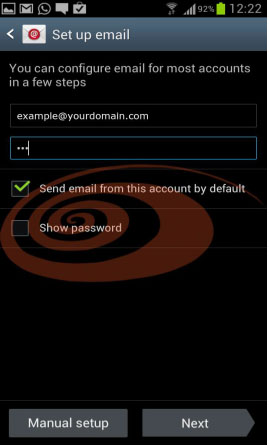 92% 12:22
Set up email
You can configure email for most accounts
in a few steps
example@yourdomain.com
•••
Send email from this account by default
Show password
Manual setup
Next